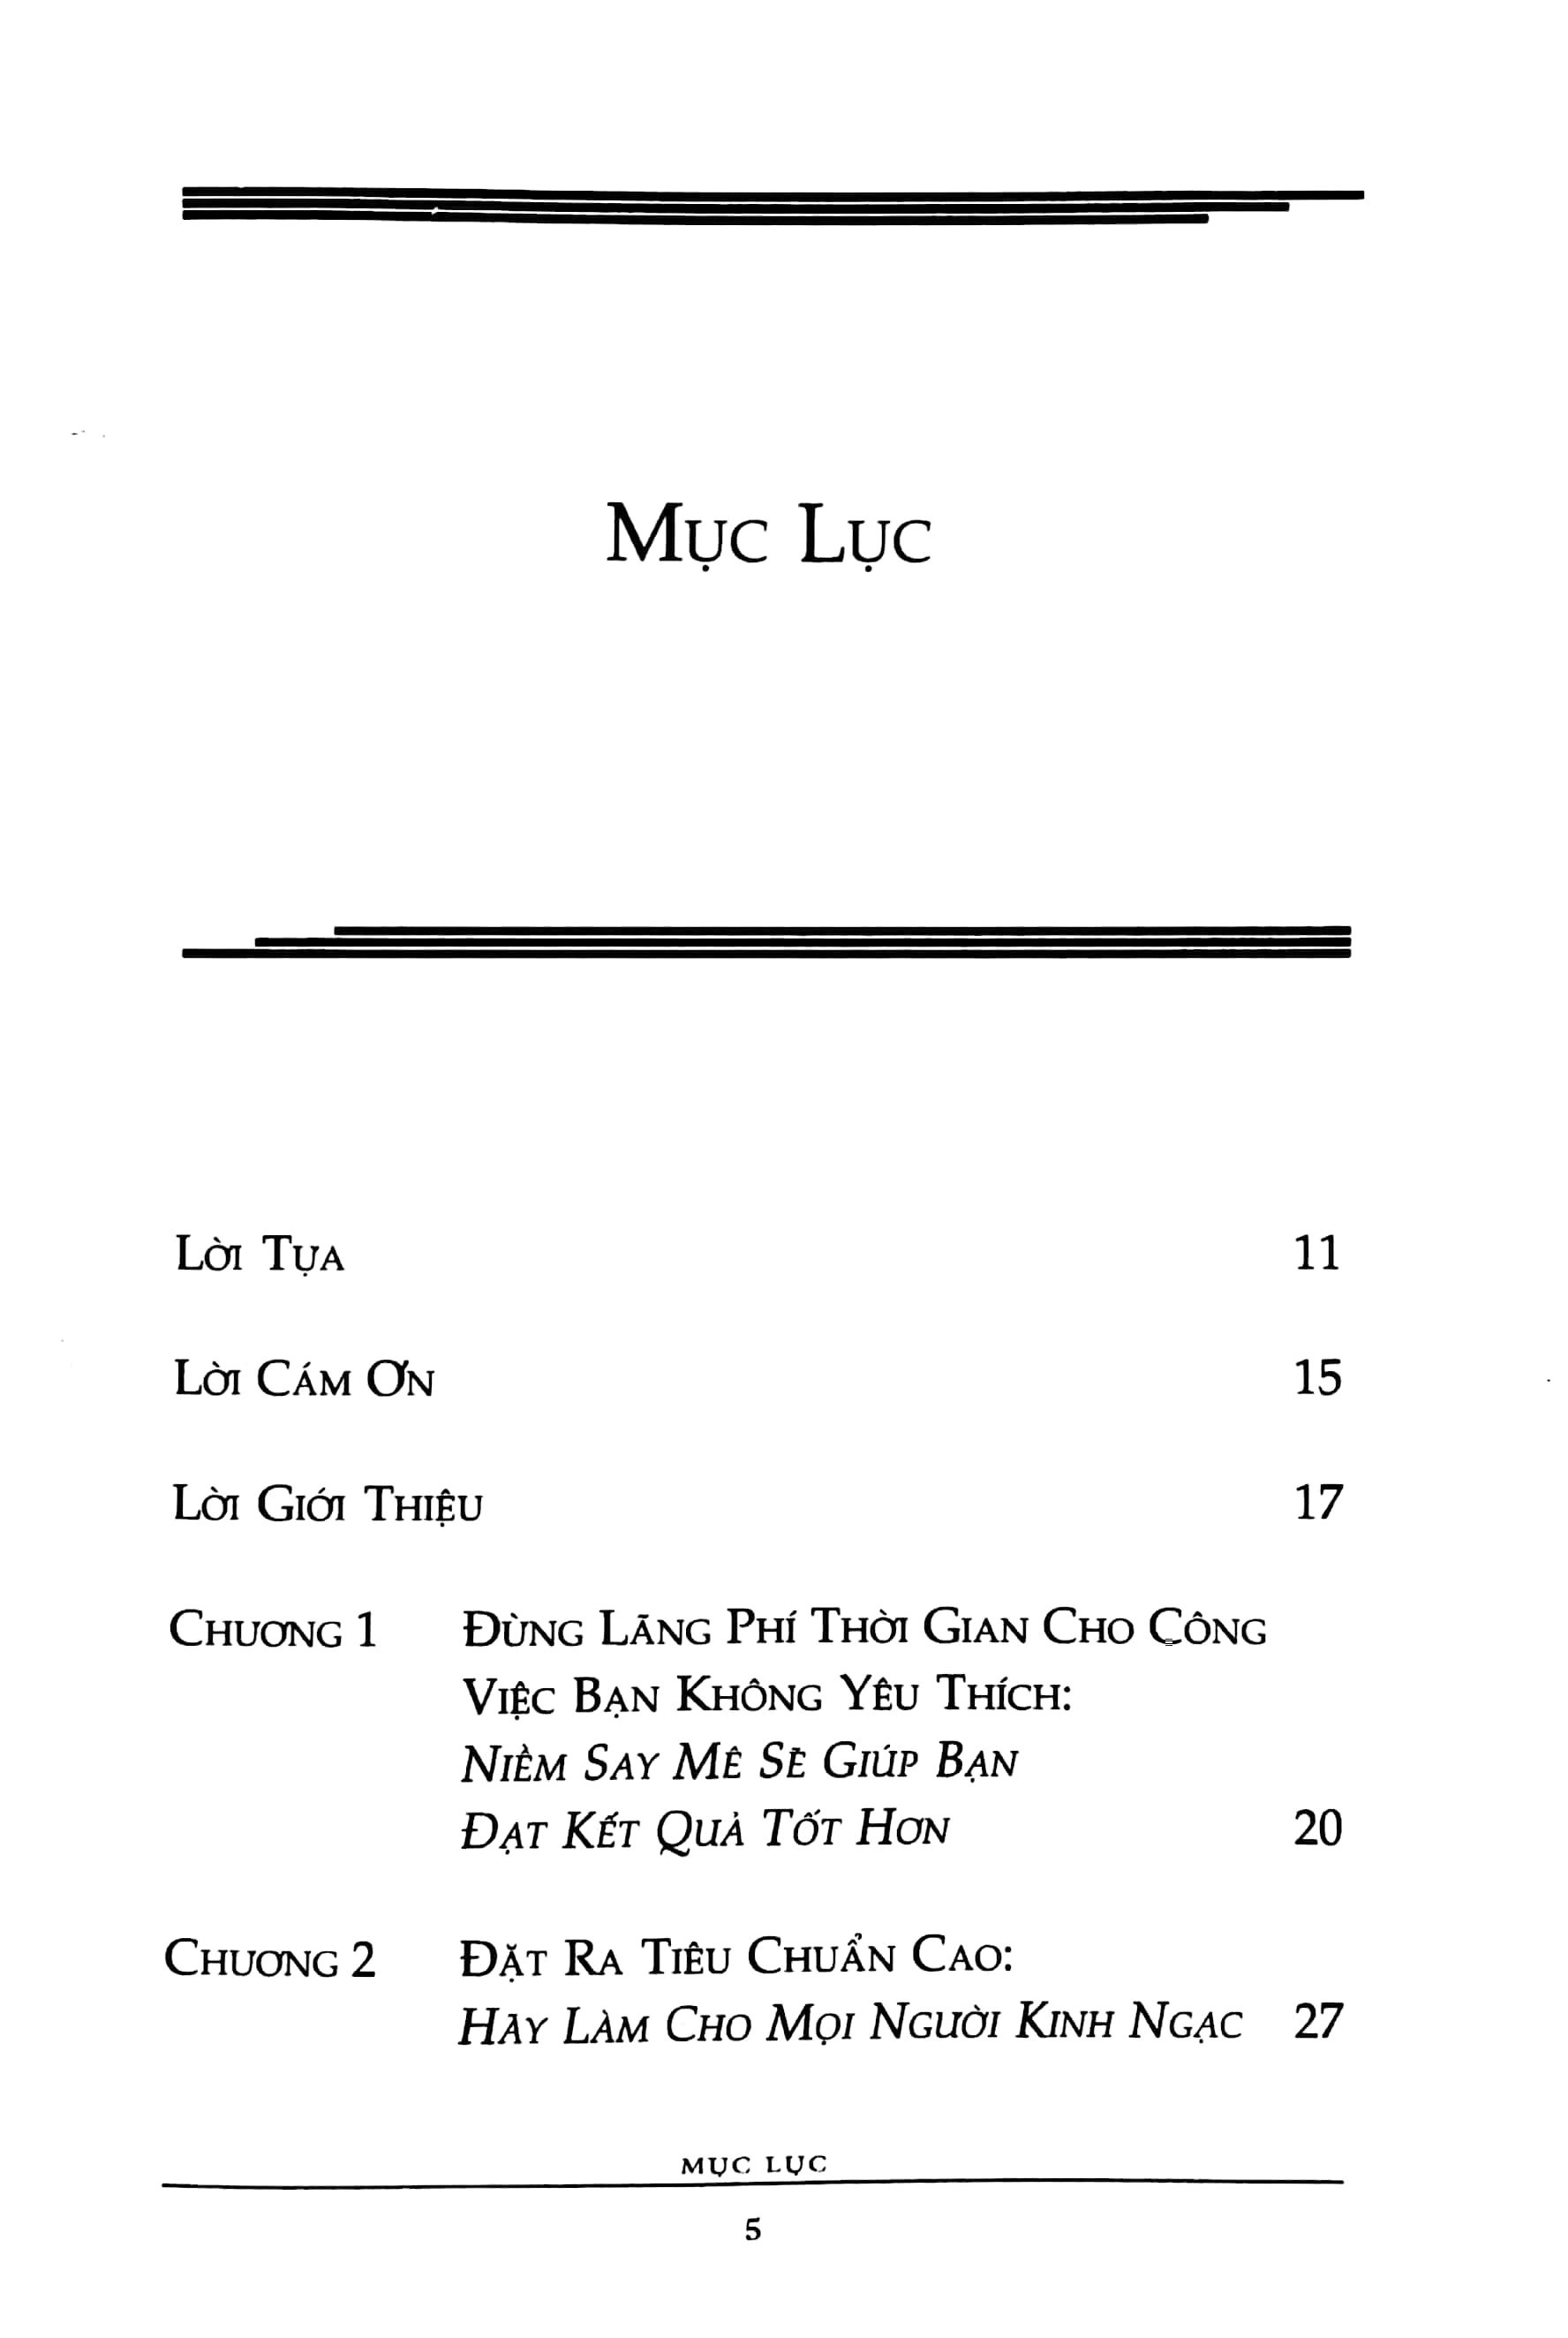 Mục Lục
Lời Tựa 11
Lời Cám Ơn 15
Lời Giới Thiệu 17
Chương 1 Đừng Lãng Phí Thời Gian Cho Công
Việc Bạn Không Yêu Thích:
Niềm Say Mê Sẽ Giúp Bạn
Đạt Kết Quả Tốt Hơn 20
Chương 2 Đặt Ra Tiêu Chuẩn Cao:
Hãy Làm Cho Mọi Người Kinh Ngạc 27
MỤC LỤC
5